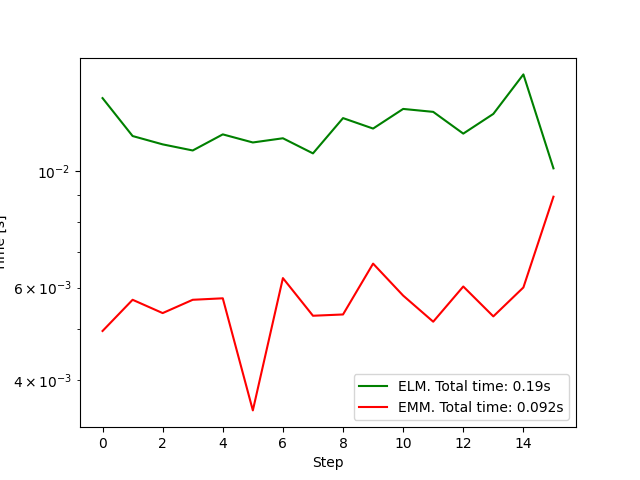 10⁻²
6 × 10⁻³
4 × 10⁻³
0 2 4 6 8 10 12 14
Step
ELM. Total time: 0.19s
EMM. Total time: 0.092s